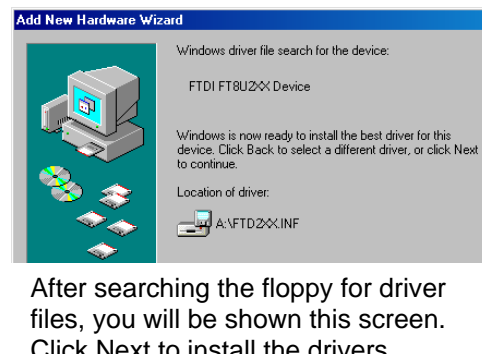 Add New Hardware Wizard
Windows driver file search for the device:
FTDI FT8U2XX Device
Windows is now ready to install the best driver for this
device. Click Back to select a different driver, or click Next
to continue.
Location of driver:
A:\FTD2XX.INF
After searching the floppy for driver
files, you will be shown this screen.
Click Next to install the drivers